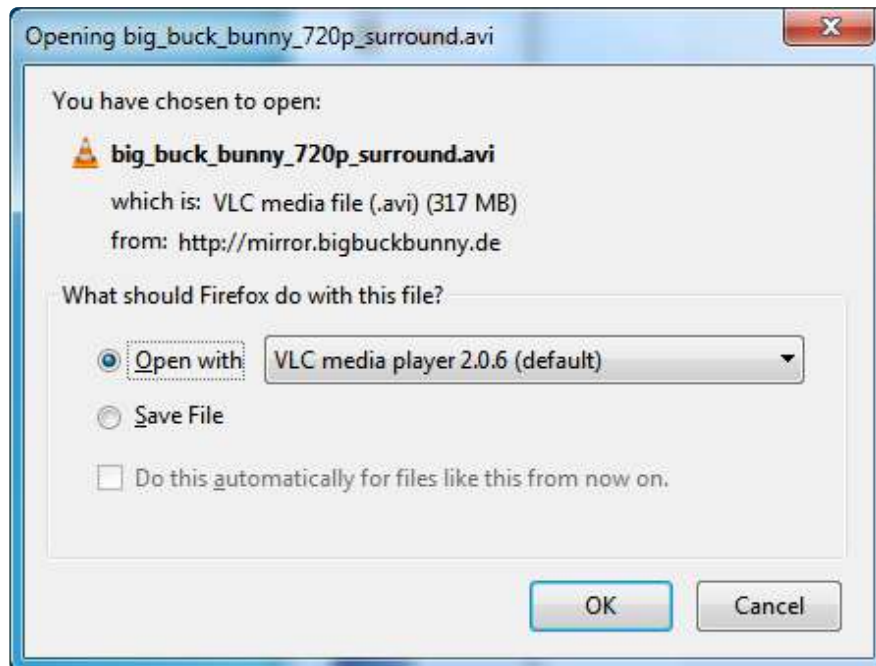 Opening big_buck_bunny_720p_surround.avi
You have chosen to open:
big_buck_bunny_720p_surround.avi
which is: VLC media file (.avi) (317 MB)
from: http://mirror.bigbuckbunny.de
What should Firefox do with this file?
Open with VLC media player 2.0.6 (default)
Save File
Do this automatically for files like this from now on.
OK Cancel